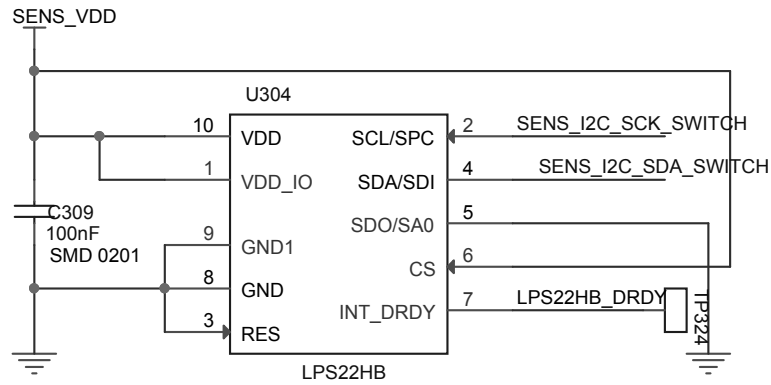 SENS_VDD
U304
10 VDD SCL/SPC 2 SENS_I2C_SCK_SWITCH
1 VDD_IO SDA/SDI 4 SENS_I2C_SDA_SWITCH
C309
100nF
SMD 0201
SDO/SA0 5
9 GND1
CS 6
8 GND
INT_DRDY 7 LPS22HB_DRDY
TP324
3 RES
LPS22HB